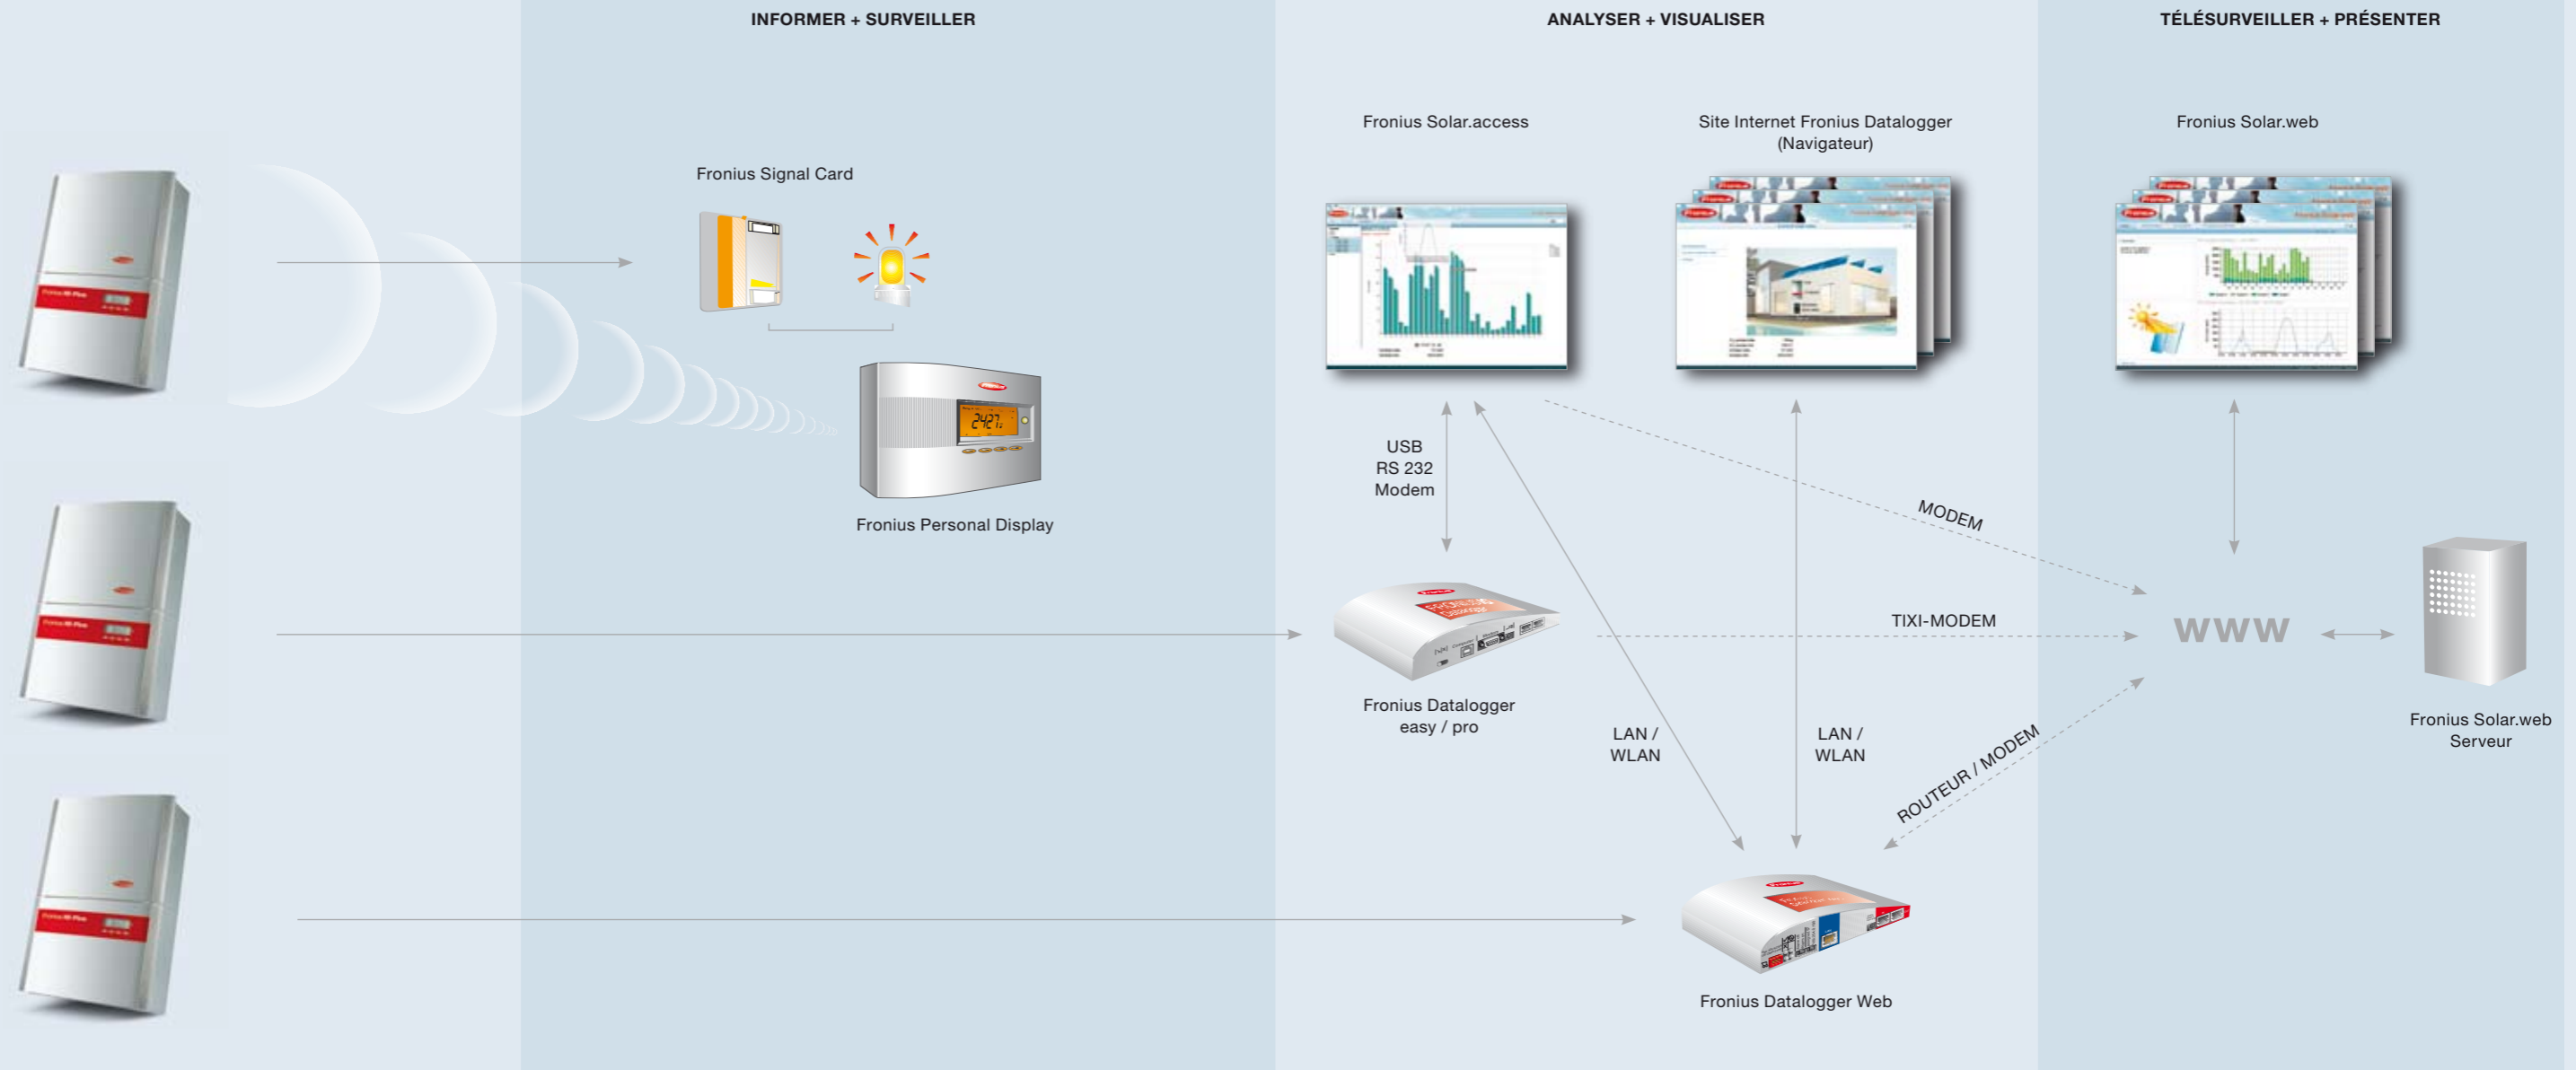 INFORMER + SURVEILLER
ANALYSER + VISUALISER
TÉLÉSURVEILLER + PRÉSENTER
Fronius Solar.access
Site Internet Fronius Datalogger
(Navigateur)
Fronius Solar.web
Fronius Signal Card
Fronius Personal Display
2427
USB
RS 232
Modem
MODEM
TIXI-MODEM
WWW
Fronius Datalogger
easy / pro
LAN /
WLAN
LAN /
WLAN
ROUTEUR / MODEM
Fronius Solar.web
Serveur
Fronius Datalogger Web